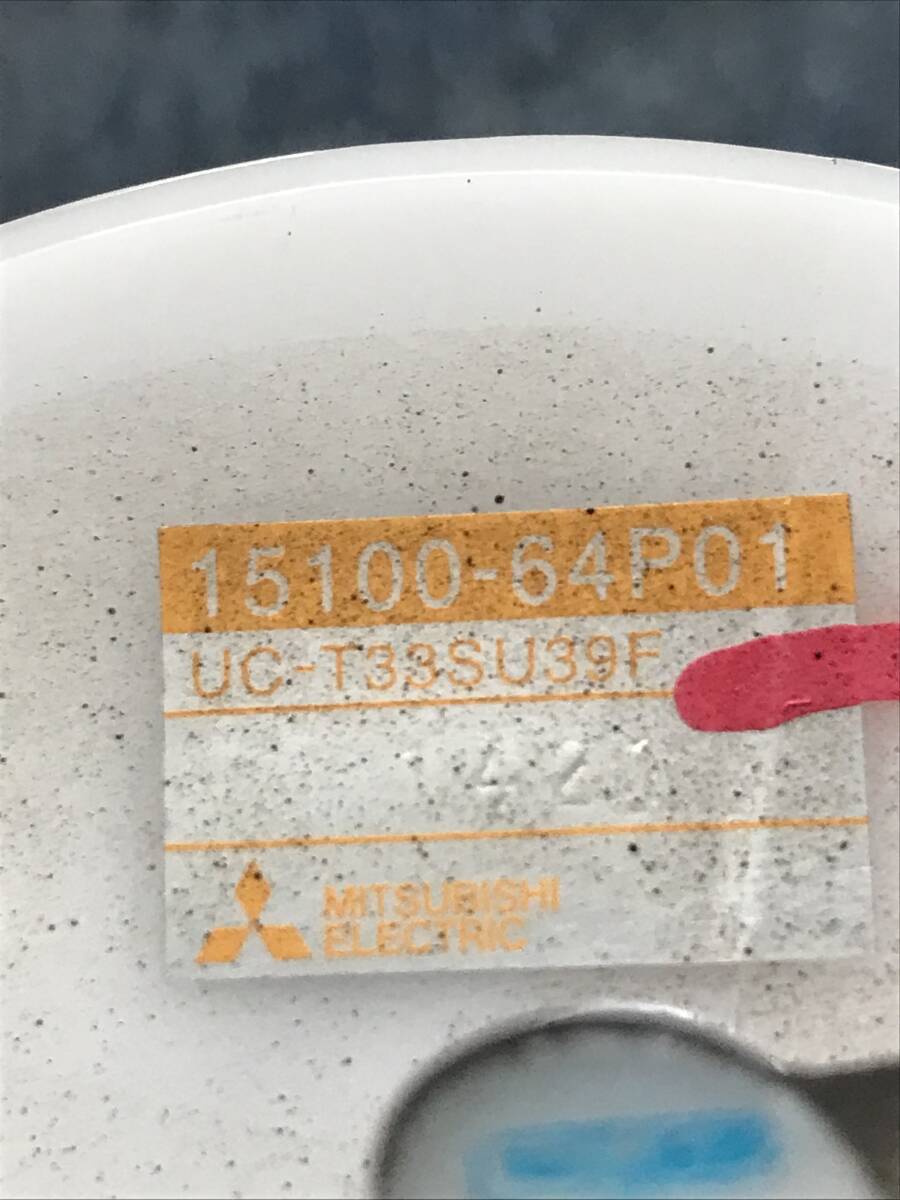 15100-64P01
UC-T33SU39F
MITSUBISHI
ELECTRIC